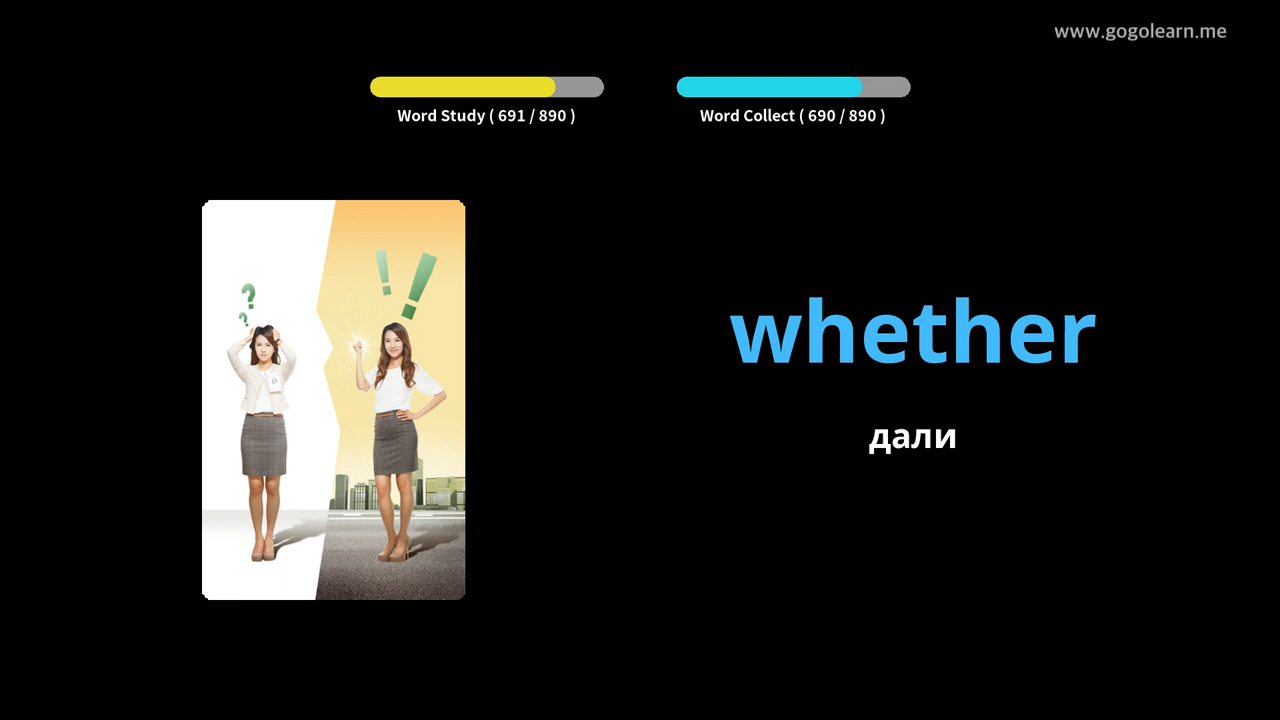 www.gogolearn.me
Word Study ( 691 / 890 )
Word Collect ( 690 / 890 )
? ?
! !
whether
дали